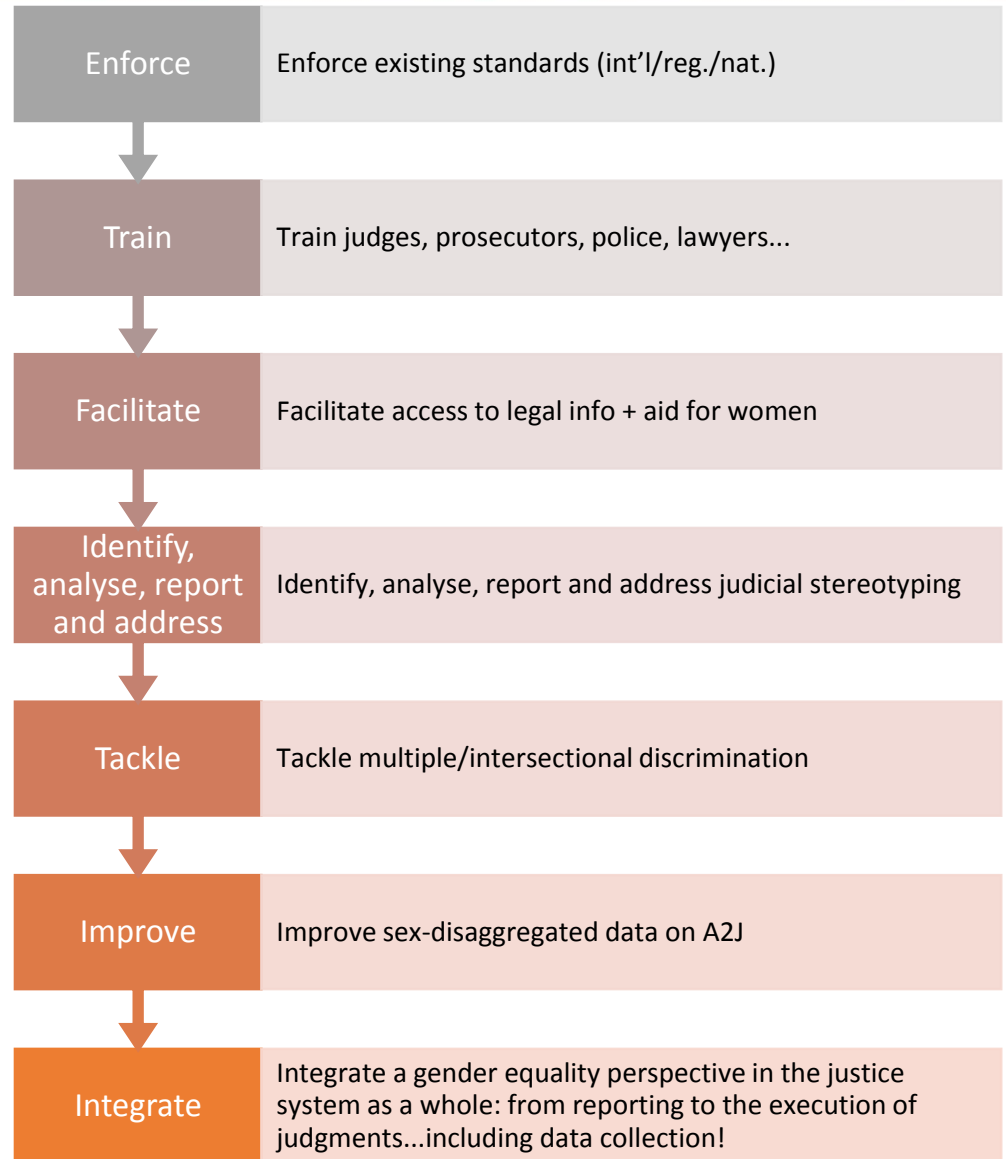 Enforce
Enforce existing standards (int’l/reg./nat.)
Train
Train judges, prosecutors, police, lawyers...
Facilitate
Facilitate access to legal info + aid for women
Identify,
analyse, report
and address
Identify, analyse, report and address judicial stereotyping
Tackle
Tackle multiple/intersectional discrimination
Improve
Improve sex-disaggregated data on A2J
Integrate
Integrate a gender equality perspective in the justice
system as a whole: from reporting to the execution of
judgments...including data collection!